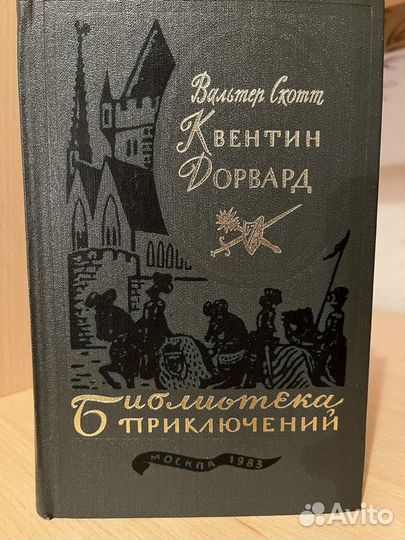 Вальтер Скотт
Квентин
Дорвард
Библиотека
приключений
МОСКВА 1983
Avito